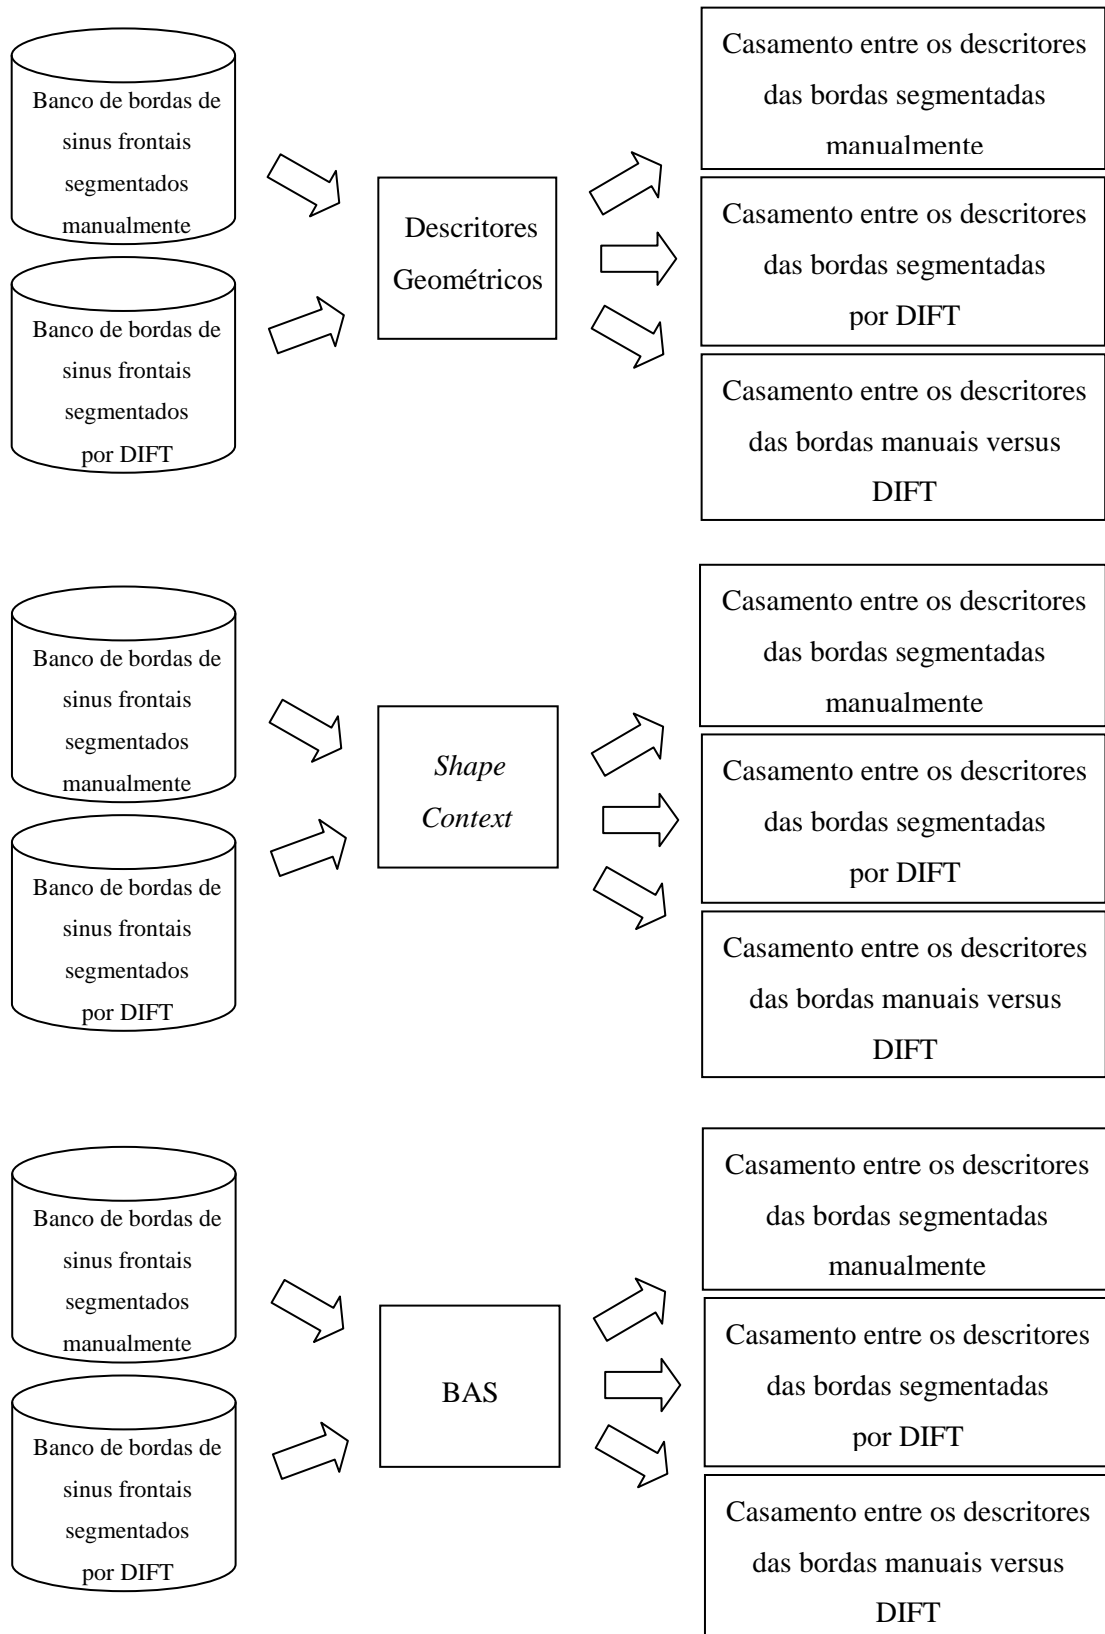 Banco de bordas de
sinus frontais
segmentados
manualmente
Banco de bordas de
sinus frontais
segmentados
por DIFT
Descritores
Geométricos
Casamento entre os descritores
das bordas segmentadas
manualmente
Casamento entre os descritores
das bordas segmentadas
por DIFT
Casamento entre os descritores
das bordas manuais versus
DIFT
Banco de bordas de
sinus frontais
segmentados
manualmente
Banco de bordas de
sinus frontais
segmentados
por DIFT
Shape
Context
Casamento entre os descritores
das bordas segmentadas
manualmente
Casamento entre os descritores
das bordas segmentadas
por DIFT
Casamento entre os descritores
das bordas manuais versus
DIFT
Banco de bordas de
sinus frontais
segmentados
manualmente
Banco de bordas de
sinus frontais
segmentados
por DIFT
BAS
Casamento entre os descritores
das bordas segmentadas
manualmente
Casamento entre os descritores
das bordas segmentadas
por DIFT
Casamento entre os descritores
das bordas manuais versus
DIFT